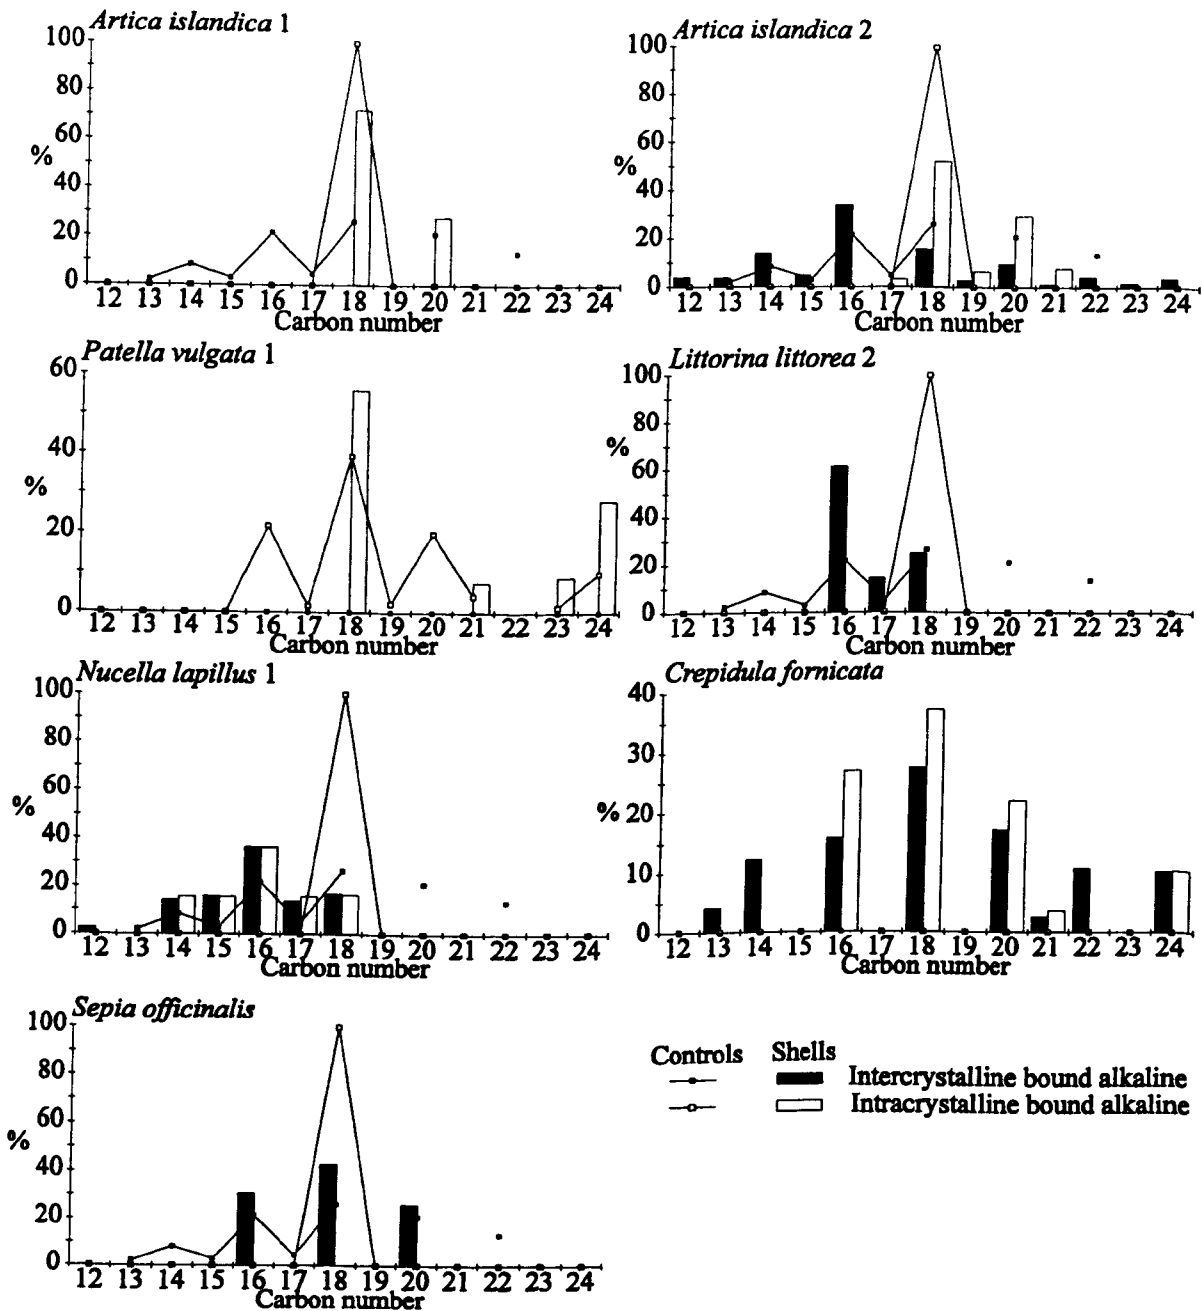 Artica islandica 1
100
80
60
%
40
20
0
12 13 14 15 16 17 18 19 20 21 22 23 24
Carbon number
Artica islandica 2
100
80
60
%
40
20
0
12 13 14 15 16 17 18 19 20 21 22 23 24
Carbon number
Patella vulgata 1
60
40
%
20
0
12 13 14 15 16 17 18 19 20 21 22 23 24
Carbon number
Littorina littorea 2
100
80
%
60
40
20
0
12 13 14 15 16 17 18 19 20 21 22 23 24
Carbon number
Nucella lapillus 1
100
80
60
%
40
20
0
12 13 14 15 16 17 18 19 20 21 22 23 24
Carbon number
Crepidula fornicata
40
30
% 20
10
0
12 13 14 15 16 17 18 19 20 21 22 23 24
Carbon number
Sepia officinalis
100
80
60
%
40
20
0
12 13 14 15 16 17 18 19 20 21 22 23 24
Carbon number
Controls Shells
Intercrystalline bound alkaline
Intracrystalline bound alkaline